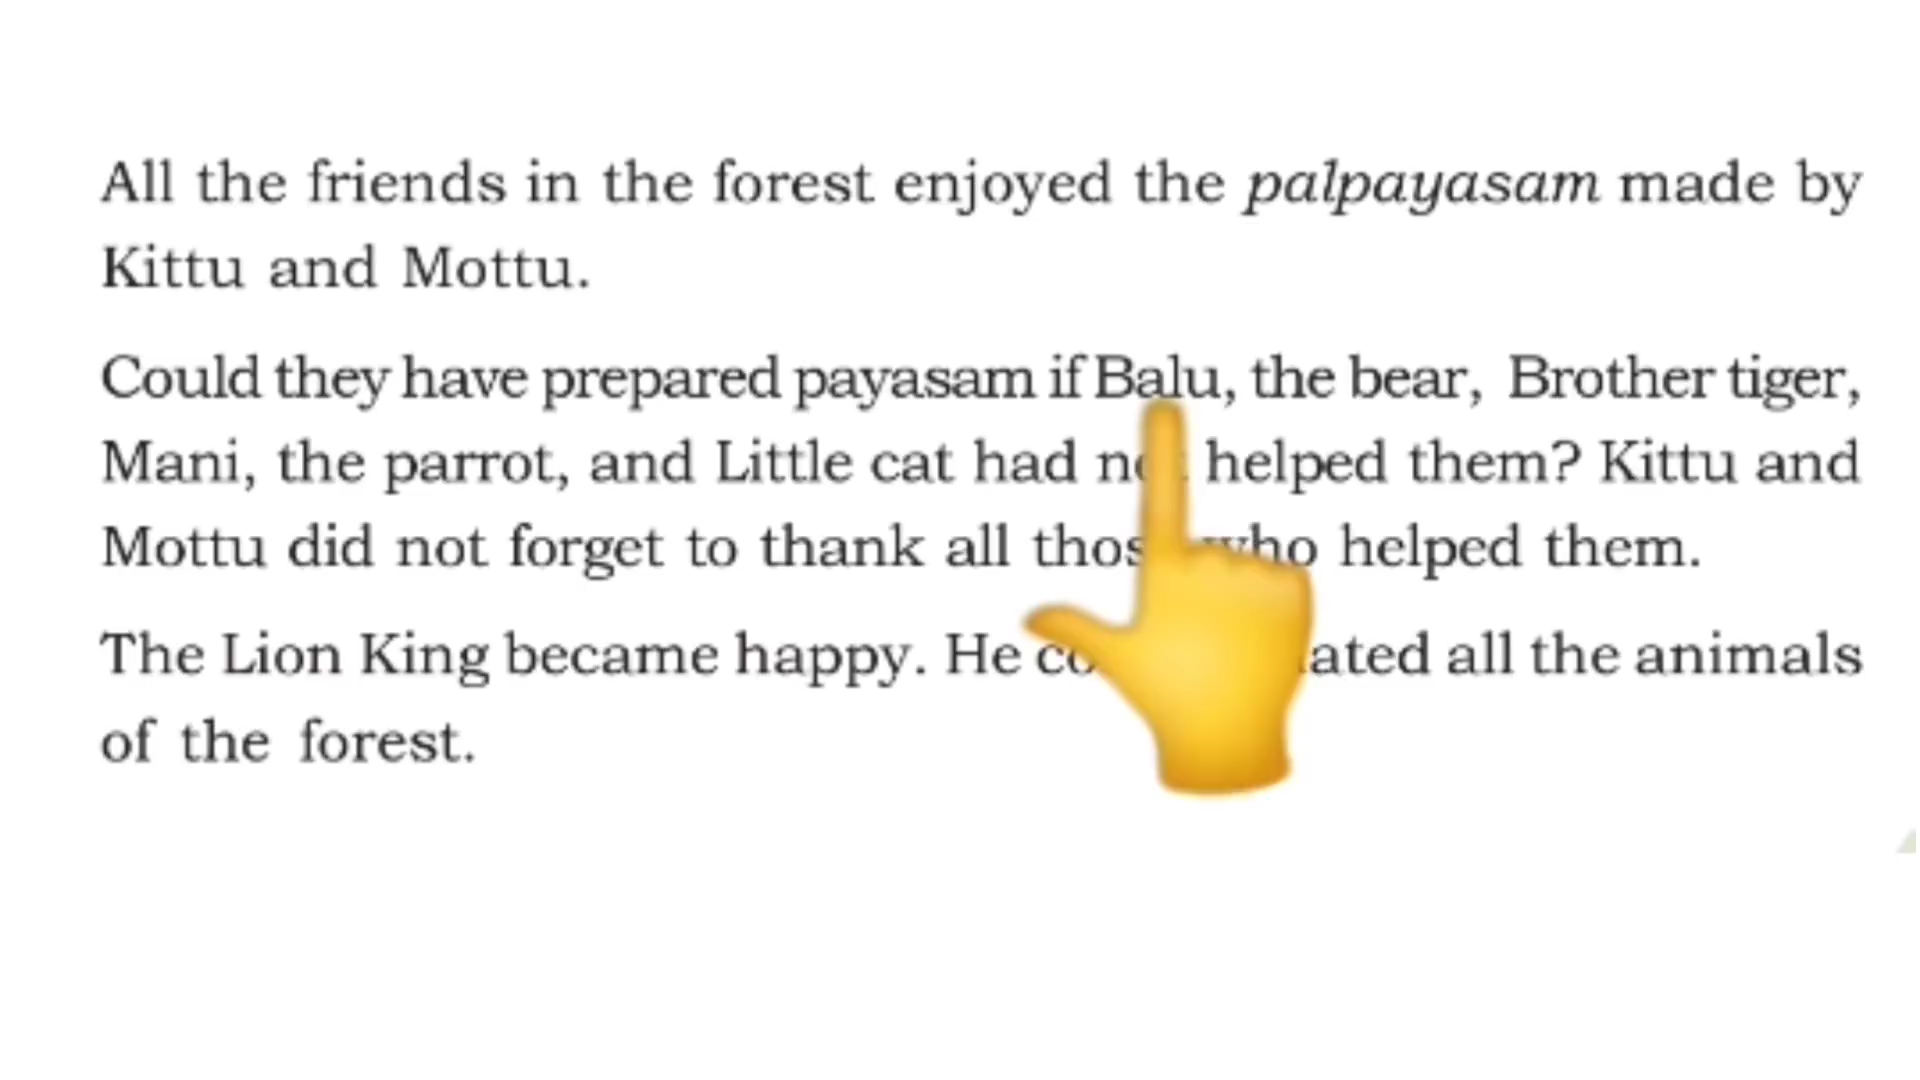 All the friends in the forest enjoyed the palpayasam made by
Kittu and Mottu.
Could they have prepared payasam if Balu, the bear, Brother tiger,
Mani, the parrot, and Little cat had not helped them? Kittu and
Mottu did not forget to thank all those who helped them.
The Lion King became happy. He all the animals
of the forest.